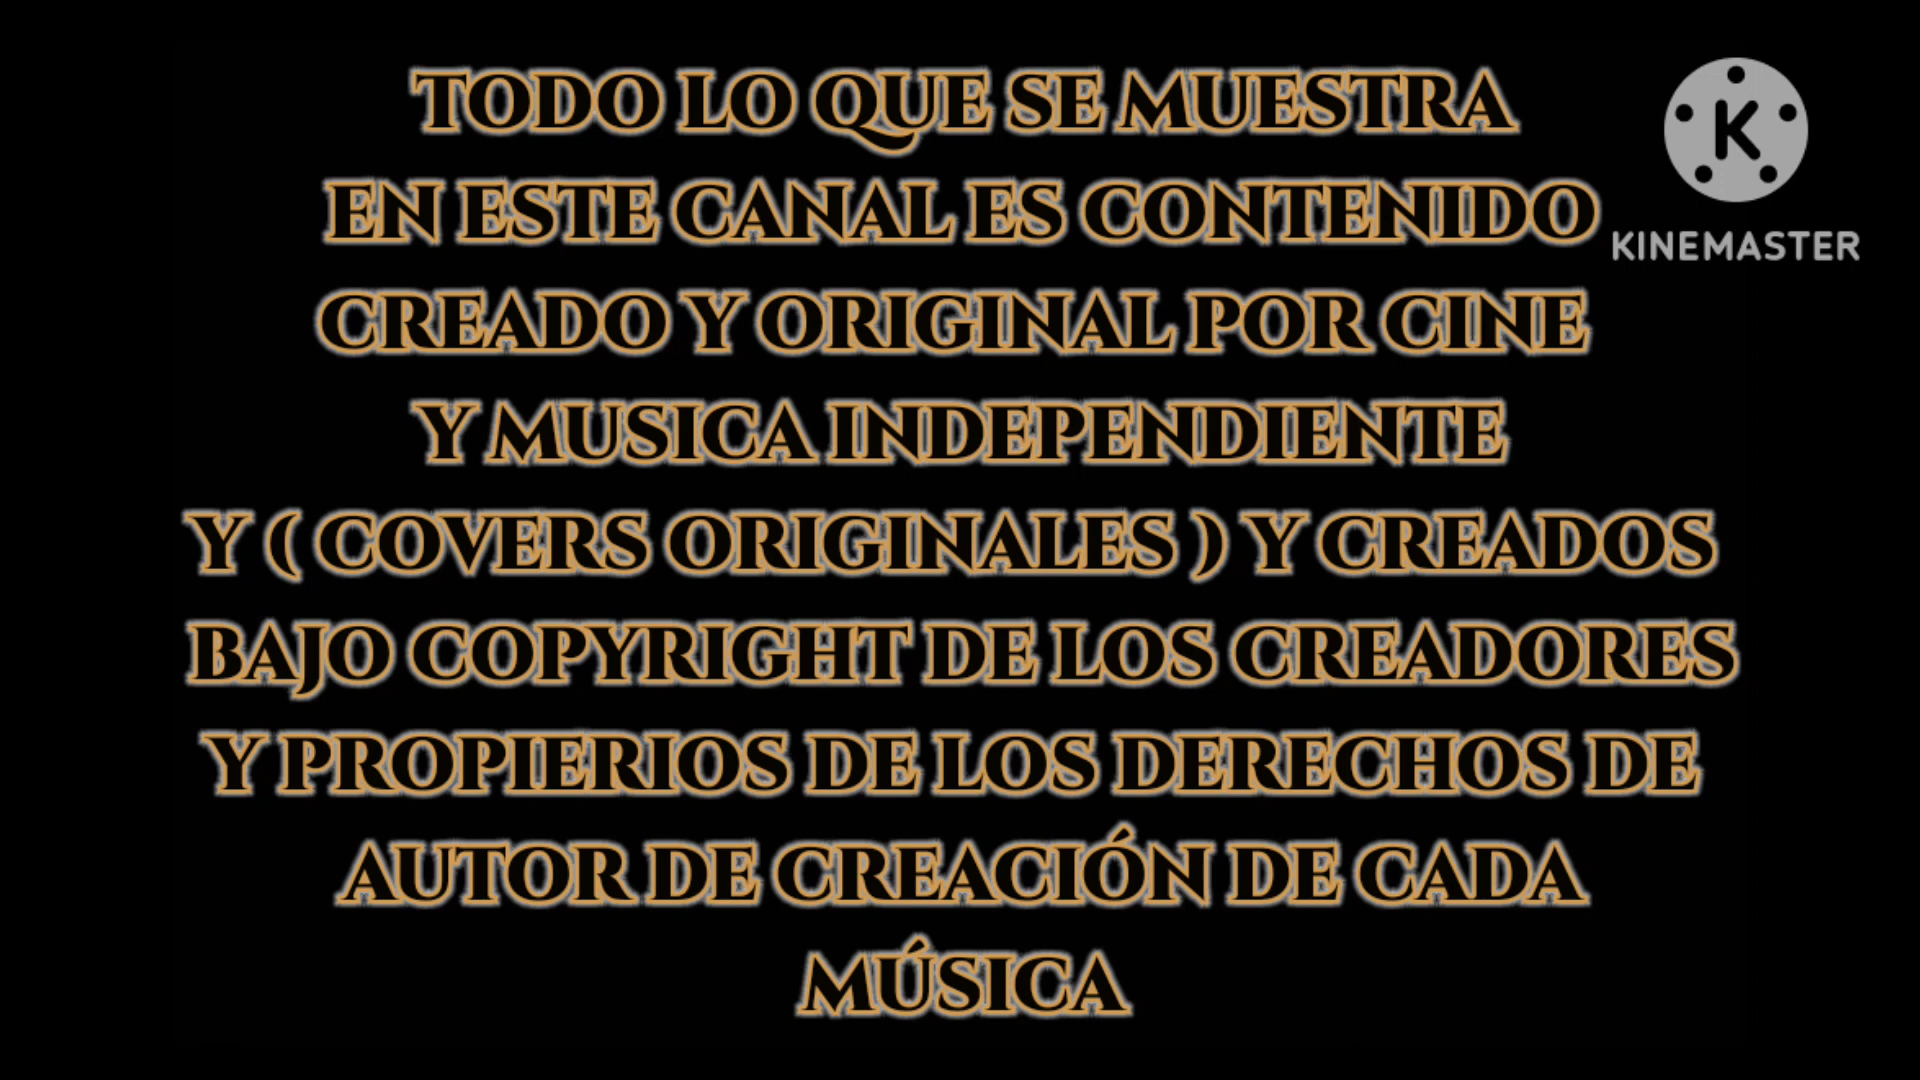 TODO LO QUE SE MUESTRA
EN ESTE CANAL ES CONTENIDO
CREADO Y ORIGINAL POR CINE
Y MUSICA INDEPENDIENTE
Y ( COVERS ORIGINALES ) Y CREADOS
BAJO COPYRIGHT DE LOS CREADORES
Y PROPIERIOS DE LOS DERECHOS DE
AUTOR DE CREACIÓN DE CADA
MÚSICA
K
KINEMASTER